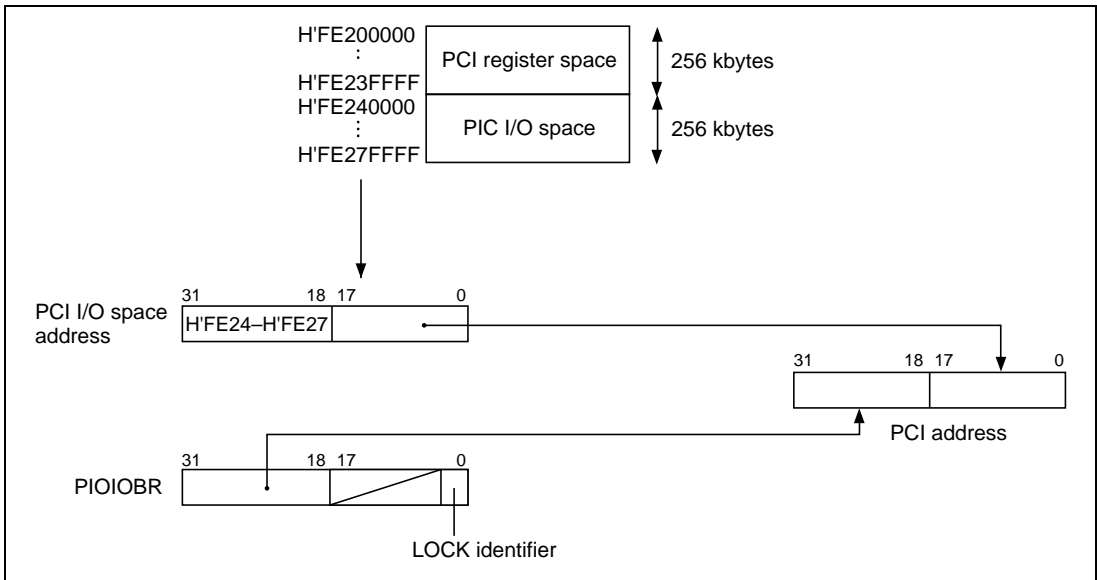 H'FE200000
⋮
H'FE23FFFF
H'FE240000
⋮
H'FE27FFFF
PCI register space
256 kbytes
PIC I/O space
256 kbytes
PCI I/O space
address
31 18 17 0
H'FE24–H'FE27
31 18 17 0
PCI address
PIOIOBR
31 18 17 0
LOCK identifier